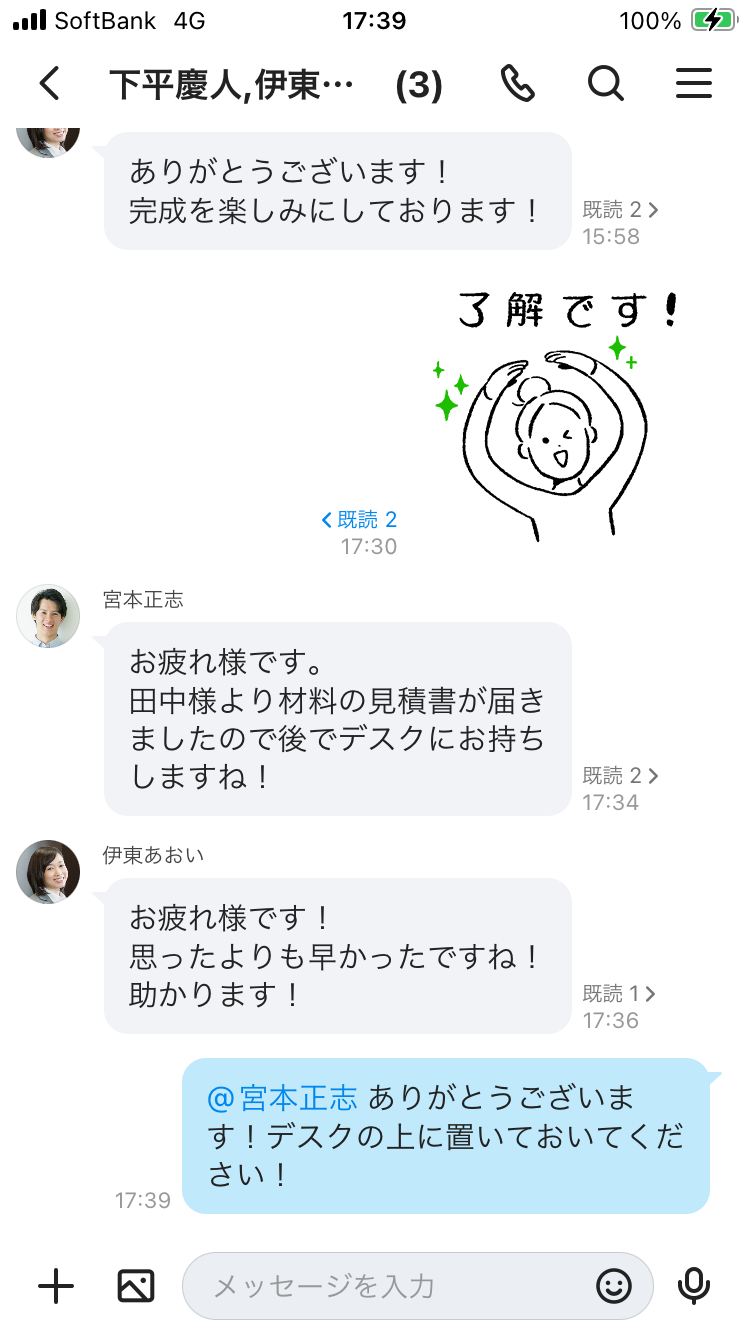 SoftBank 4G 17:39 100%
下平慶人,伊東… (3)
ありがとうございます！
完成を楽しみにしております！
既読 2
15:58
了解です！
既読 2
17:30
宮本正志
お疲れ様です。
田中様より材料の見積書が届き
ましたので後でデスクにお持ち
しますね！
既読 2
17:34
伊東あおい
お疲れ様です！
思ったよりも早かったですね！
助かります！
既読 1
17:36
@宮本正志 ありがとうございま
す！デスクの上に置いておいてくだ
さい！
17:39
メッセージを入力